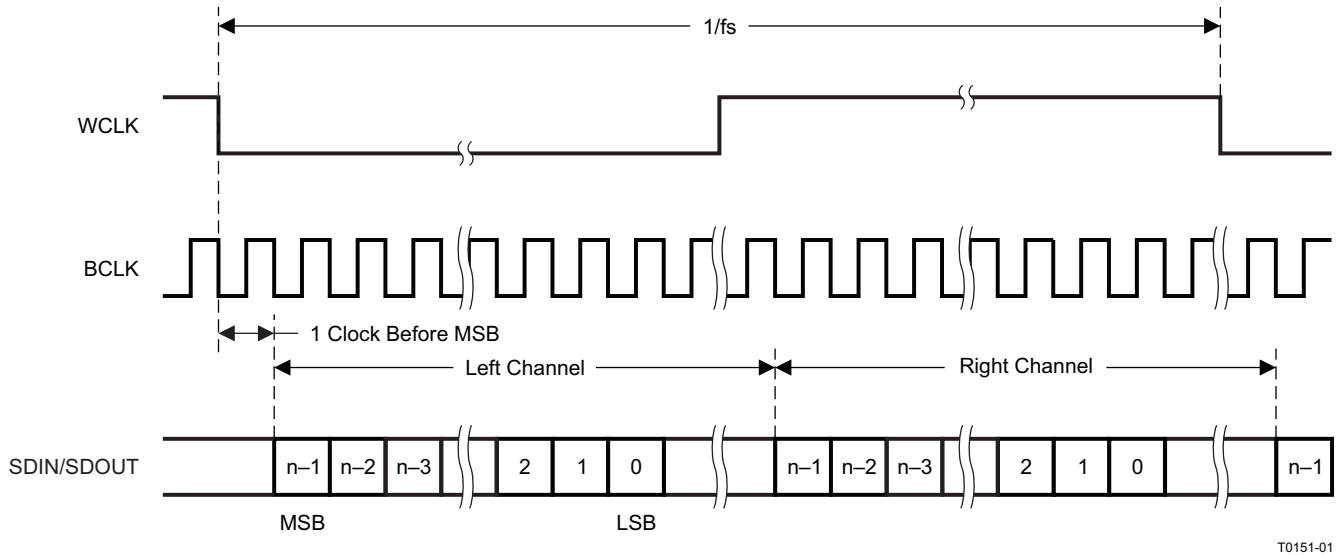 1/fs
WCLK
BCLK
1 Clock Before MSB
Left Channel
Right Channel
SDIN/SDOUT
n–1 n–2 n–3 2 1 0 n–1 n–2 n–3 2 1 0 n–1
MSB LSB
T0151-01